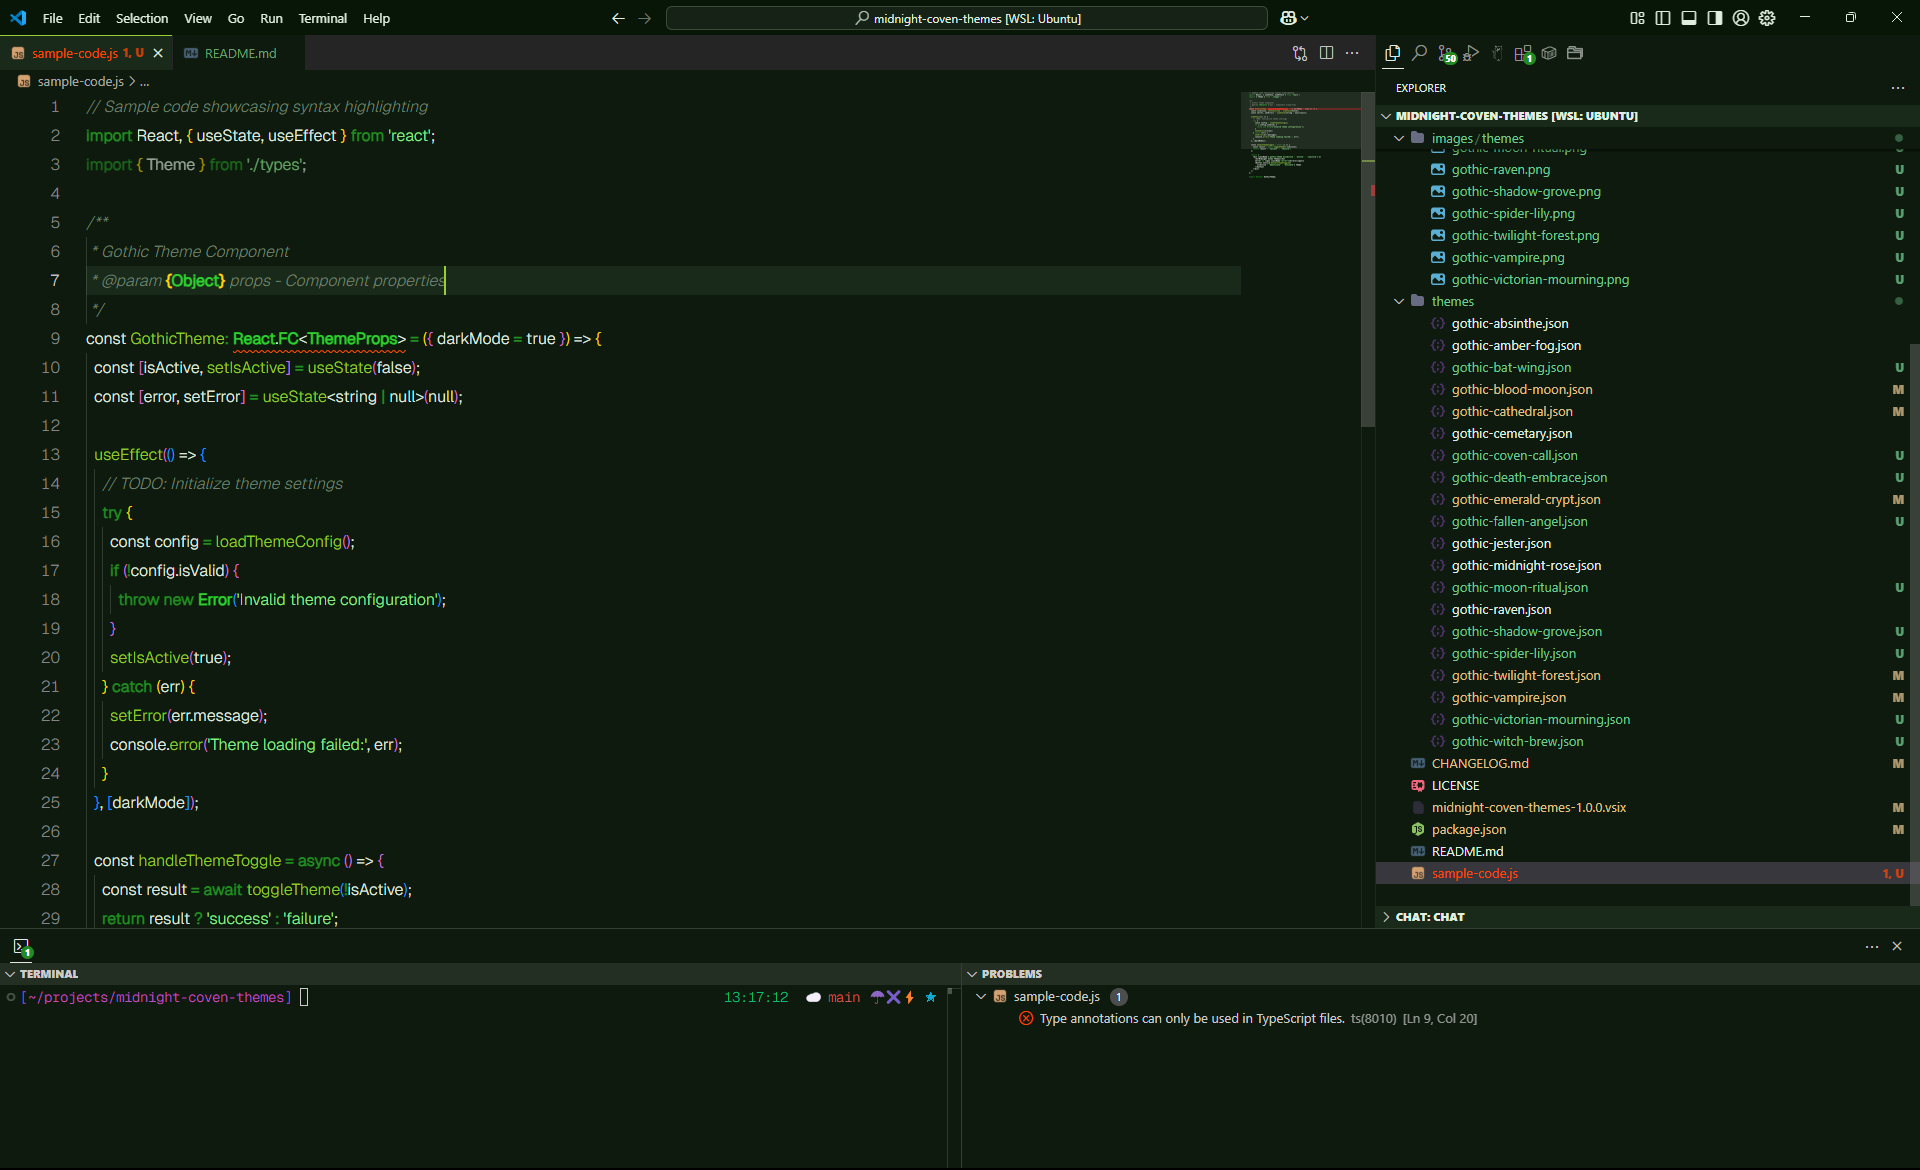 File Edit Selection View Go Run Terminal Help
midnight-coven-themes [WSL: Ubuntu]
sample-code.js 1, U
README.md
sample-code.js > ...
1 // Sample code showcasing syntax highlighting
2 import React, { useState, useEffect } from 'react';
3 import { Theme } from './types';
4
5 /**
6 * Gothic Theme Component
7 * @param {Object} props - Component properties
8 */
9 const GothicTheme: React.FC<ThemeProps> = ({ darkMode = true }) => {
10 const [isActive, setIsActive] = useState(false);
11 const [error, setError] = useState<string | null>(null);
12
13 useEffect(() => {
14 // TODO: Initialize theme settings
15 try {
16 const config = loadThemeConfig();
17 if (!config.isValid) {
18 throw new Error('Invalid theme configuration');
19 }
20 setIsActive(true);
21 } catch (err) {
22 setError(err.message);
23 console.error('Theme loading failed:', err);
24 }
25 }, [darkMode]);
26
27 const handleThemeToggle = async () => {
28 const result = await toggleTheme(!isActive);
29 return result ? 'success' : 'failure';
50
1
EXPLORER
MIDNIGHT-COVEN-THEMES [WSL: UBUNTU]
images / themes
gothic-moon-ritual.png U
gothic-raven.png U
gothic-shadow-grove.png U
gothic-spider-lily.png U
gothic-twilight-forest.png U
gothic-vampire.png U
gothic-victorian-mourning.png U
themes
gothic-absinthe.json
gothic-amber-fog.json
gothic-bat-wing.json U
gothic-blood-moon.json M
gothic-cathedral.json M
gothic-cemetary.json
gothic-coven-call.json U
gothic-death-embrace.json U
gothic-emerald-crypt.json M
gothic-fallen-angel.json U
gothic-jester.json
gothic-midnight-rose.json
gothic-moon-ritual.json U
gothic-raven.json
gothic-shadow-grove.json U
gothic-spider-lily.json U
gothic-twilight-forest.json M
gothic-vampire.json M
gothic-victorian-mourning.json U
gothic-witch-brew.json U
CHANGELOG.md M
LICENSE
midnight-coven-themes-1.0.0.vsix M
package.json M
README.md
sample-code.js 1, U
CHAT: CHAT
1
TERMINAL
[~/projects/midnight-coven-themes]
13:17:12 main
PROBLEMS
sample-code.js 1
Type annotations can only be used in TypeScript files. ts(8010) [Ln 9, Col 20]